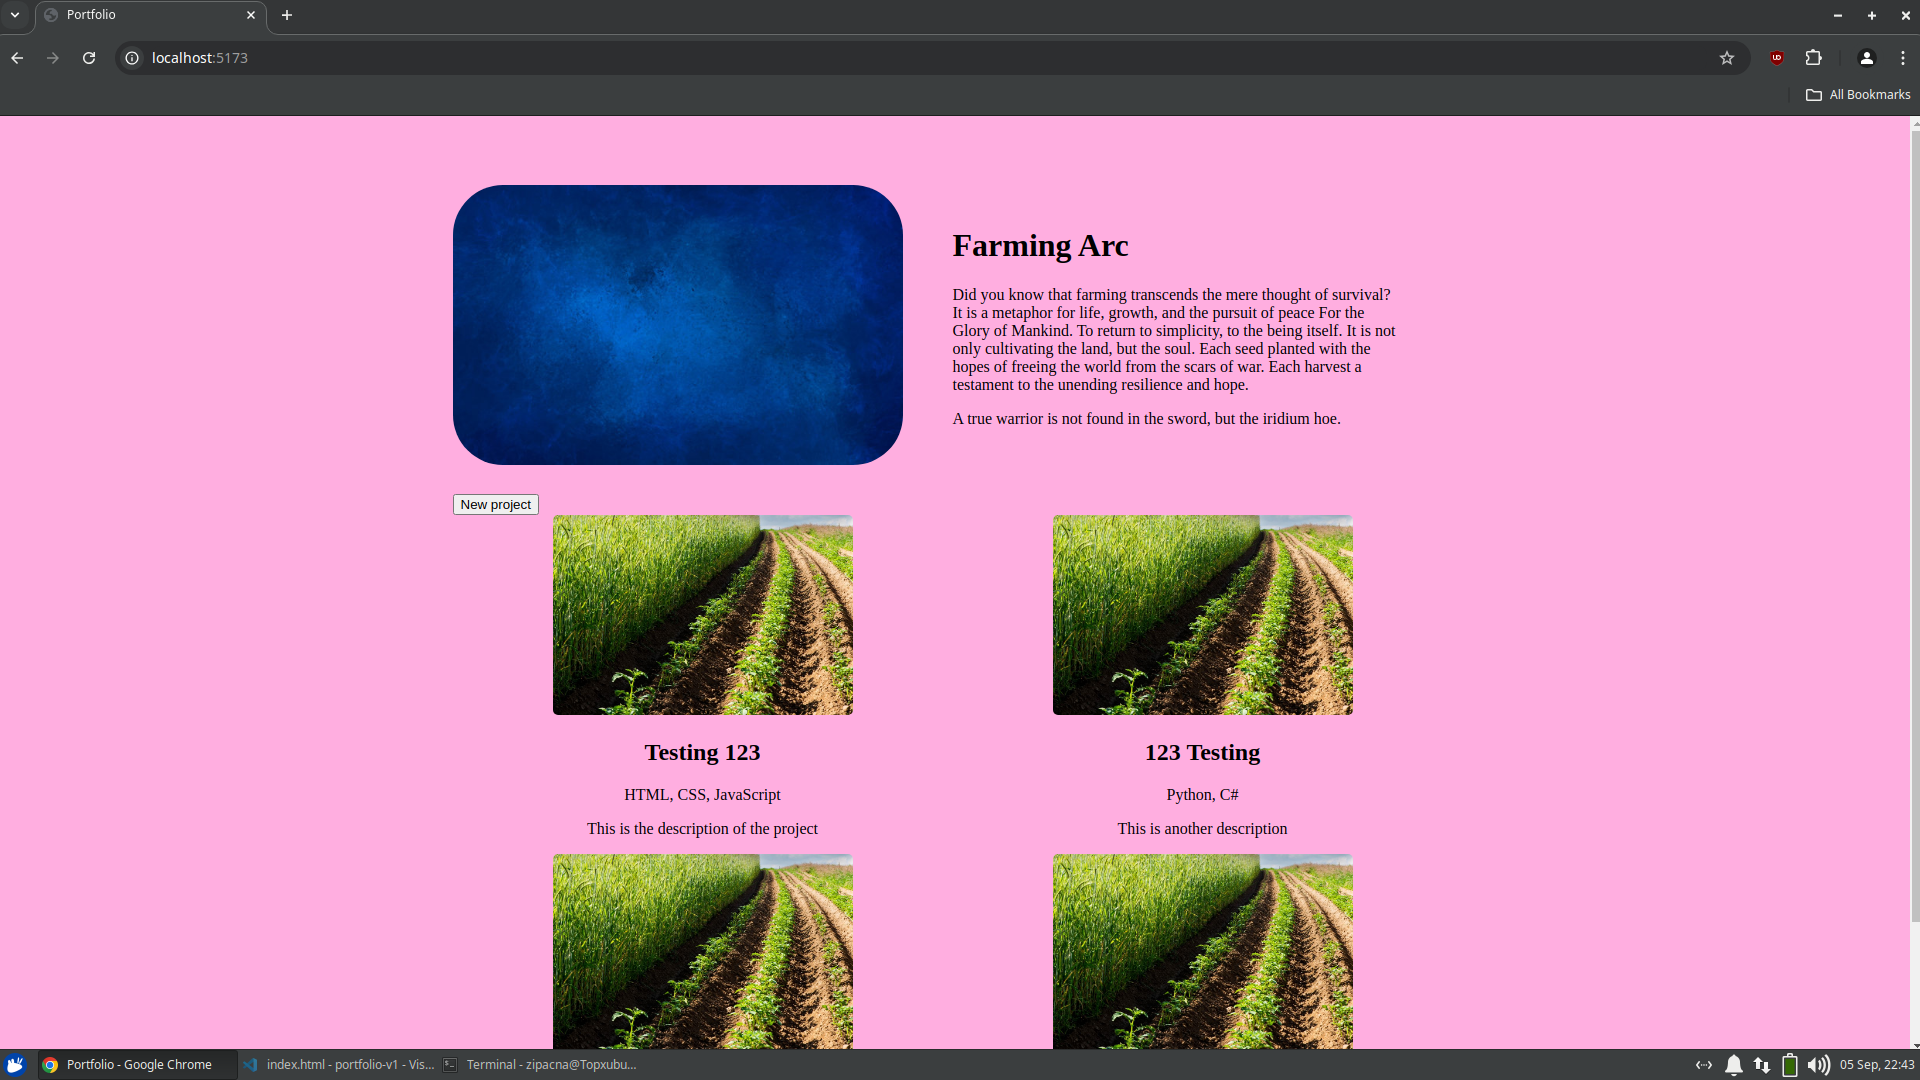 Portfolio
localhost:5173
All Bookmarks
Farming Arc
Did you know that farming transcends the mere thought of survival?
It is a metaphor for life, growth, and the pursuit of peace For the
Glory of Mankind. To return to simplicity, to the being itself. It is not
only cultivating the land, but the soul. Each seed planted with the
hopes of freeing the world from the scars of war. Each harvest a
testament to the unending resilience and hope.
A true warrior is not found in the sword, but the iridium hoe.
New project
Testing 123
HTML, CSS, JavaScript
This is the description of the project
123 Testing
Python, C#
This is another description
Portfolio - Google Chrome
index.html - portfolio-v1 - Vis...
Terminal - zipacna@Topxubu...
05 Sep, 22:43